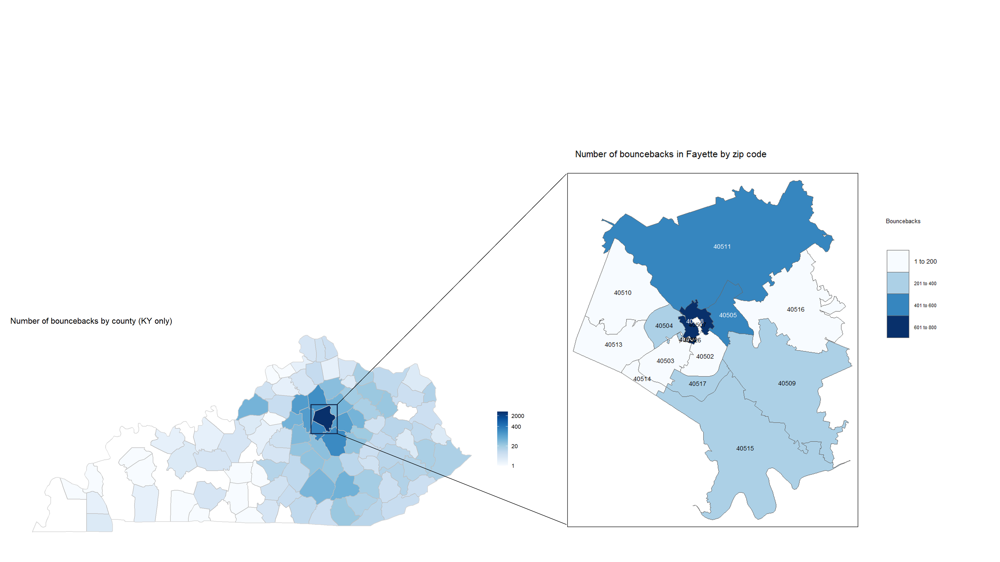 Number of bouncebacks in Fayette by zip code
Number of bouncebacks by county (KY only)
2000
400
20
1
40511
40510
40516
40505
40504
40507
40513
40502
40503
40514
40517
40509
40515
Bouncebacks
1 to 200
201 to 400
401 to 600
601 to 800